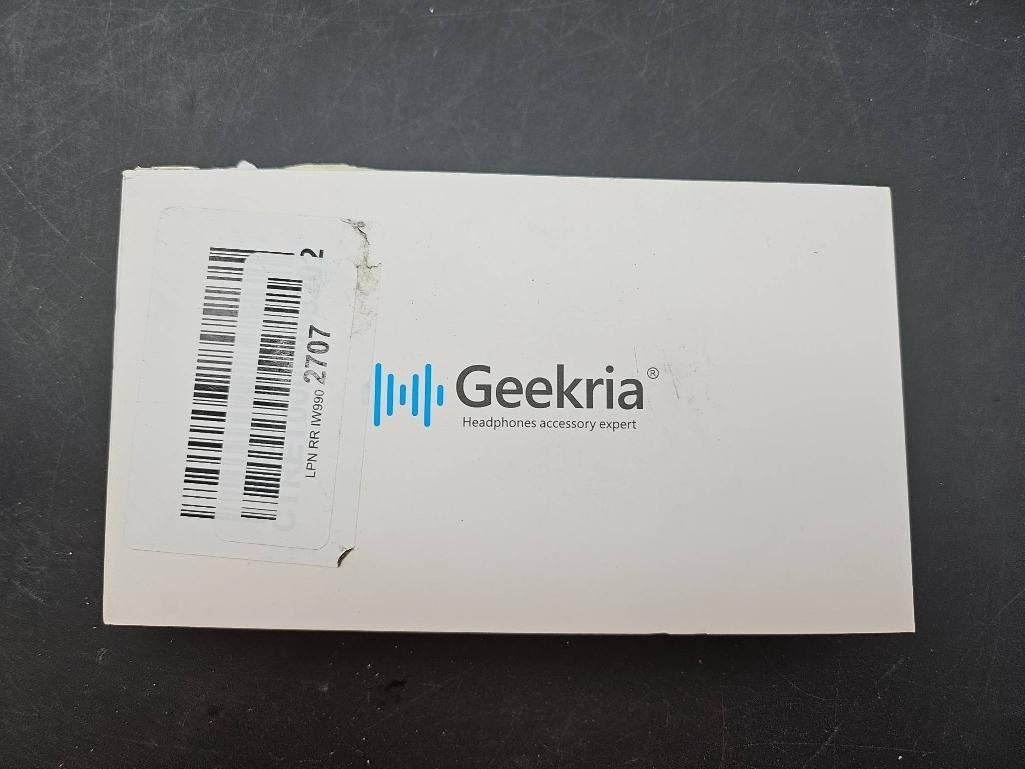 Geekria®
Headphones accessory expert
LPN RR IW990 2707